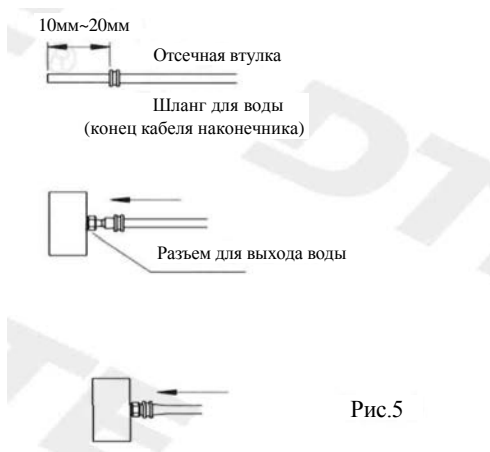 10мм~20мм
Отсечная втулка
Шланг для воды
(конец кабеля наконечника)
Разъем для выхода воды
Рис.5